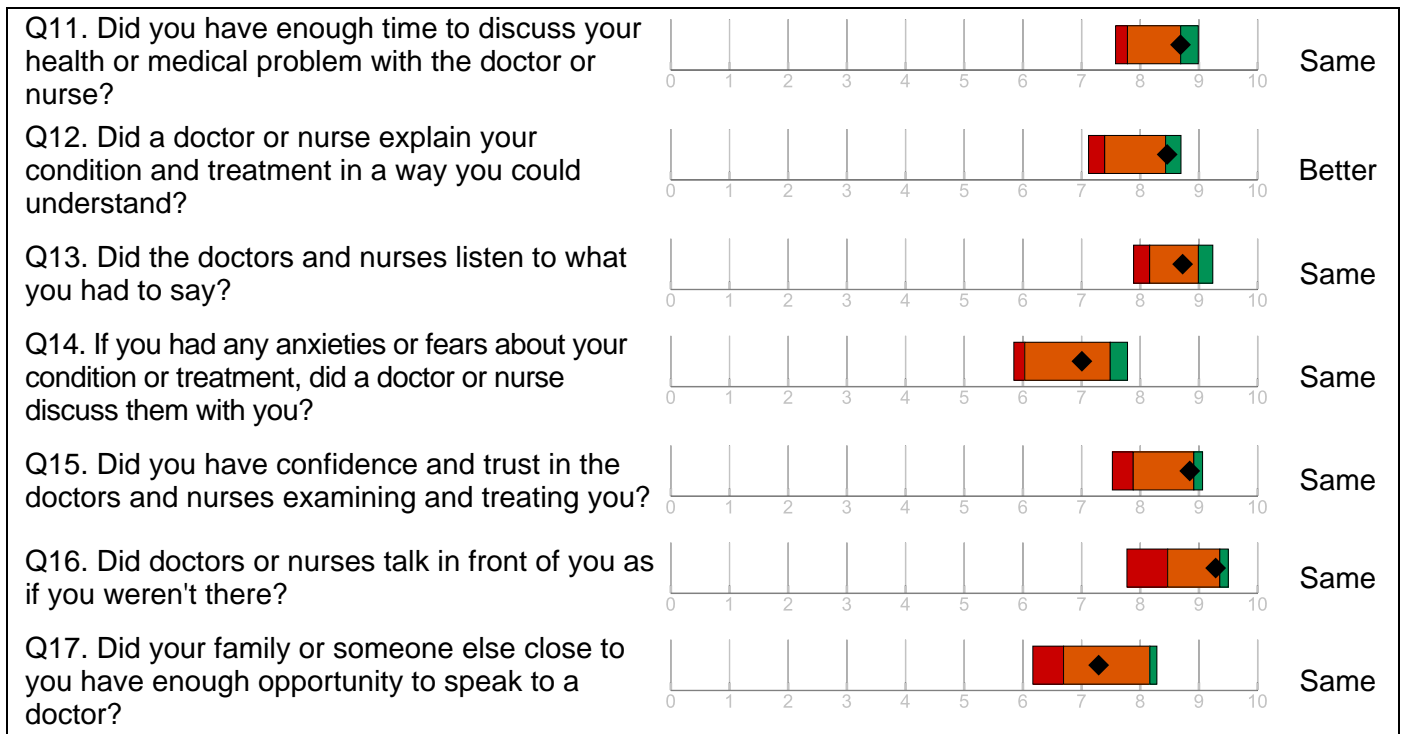 Q11. Did you have enough time to discuss your
health or medical problem with the doctor or
nurse?
0 1 2 3 4 5 6 7 8 9 10
Same
Q12. Did a doctor or nurse explain your
condition and treatment in a way you could
understand?
0 1 2 3 4 5 6 7 8 9 10
Better
Q13. Did the doctors and nurses listen to what
you had to say?
0 1 2 3 4 5 6 7 8 9 10
Same
Q14. If you had any anxieties or fears about your
condition or treatment, did a doctor or nurse
discuss them with you?
0 1 2 3 4 5 6 7 8 9 10
Same
Q15. Did you have confidence and trust in the
doctors and nurses examining and treating you?
0 1 2 3 4 5 6 7 8 9 10
Same
Q16. Did doctors or nurses talk in front of you as
if you weren't there?
0 1 2 3 4 5 6 7 8 9 10
Same
Q17. Did your family or someone else close to
you have enough opportunity to speak to a
doctor?
0 1 2 3 4 5 6 7 8 9 10
Same